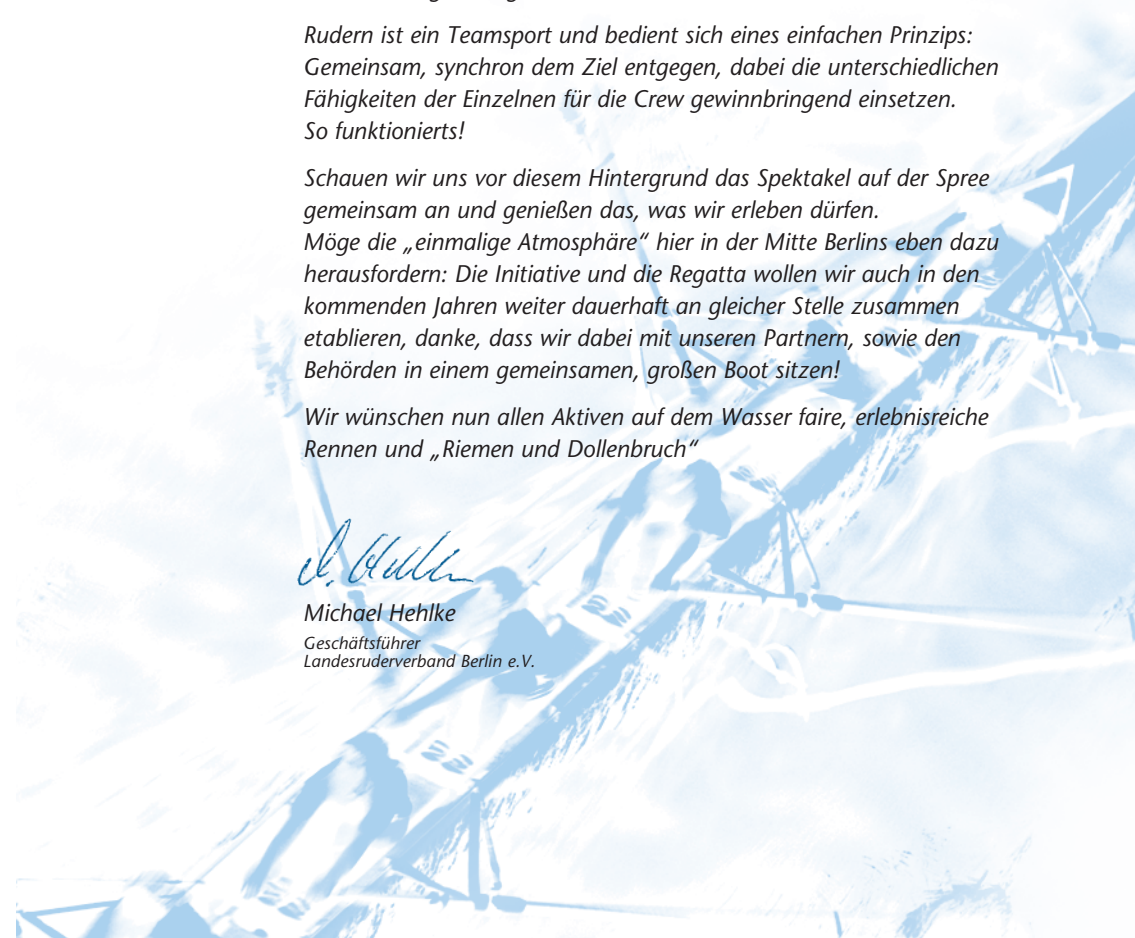 Rudern ist ein Teamsport und bedient sich eines einfachen Prinzips:
Gemeinsam, synchron dem Ziel entgegen, dabei die unterschiedlichen
Fähigkeiten der Einzelnen für die Crew gewinnbringend einsetzen.
So funktionierts!
Schauen wir uns vor diesem Hintergrund das Spektakel auf der Spree
gemeinsam an und genießen das, was wir erleben dürfen.
Möge die „einmalige Atmosphäre“ hier in der Mitte Berlins eben dazu
herausfordern: Die Initiative und die Regatta wollen wir auch in den
kommenden Jahren weiter dauerhaft an gleicher Stelle zusammen
etablieren, danke, dass wir dabei mit unseren Partnern, sowie den
Behörden in einem gemeinsamen, großen Boot sitzen!
Wir wünschen nun allen Aktiven auf dem Wasser faire, erlebnisreiche
Rennen und „Riemen und Dollenbruch“
Michael Hehlke
Geschäftsführer
Landesruderverband Berlin e.V.